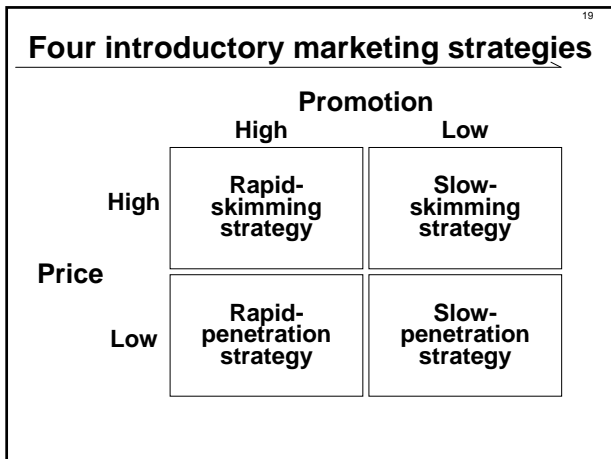 19
Four introductory marketing strategies
Promotion
High Low
High
Rapid-
skimming
strategy
Slow-
skimming
strategy
Price
Low
Rapid-
penetration
strategy
Slow-
penetration
strategy